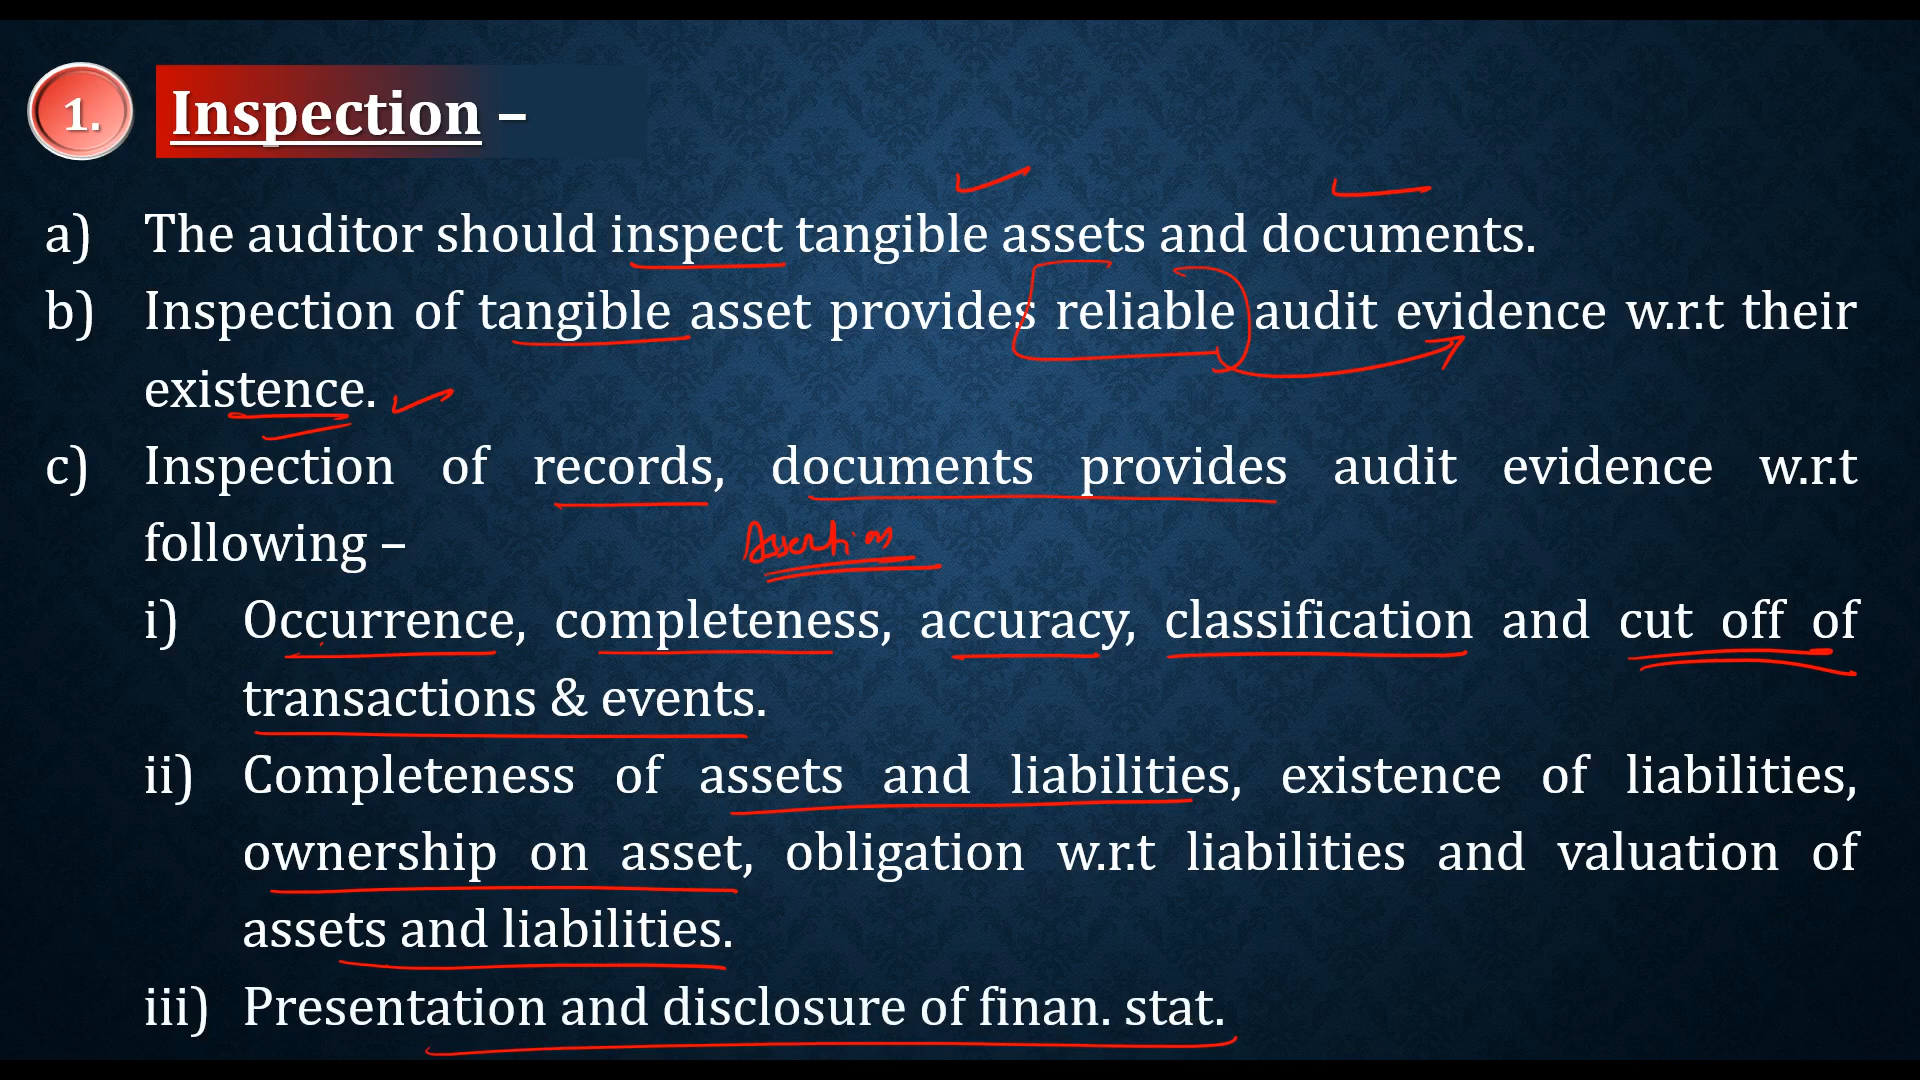 1. Inspection –
a) The auditor should inspect tangible assets and documents.
b) Inspection of tangible asset provides reliable audit evidence w.r.t their
existence.
c) Inspection of records, documents provides audit evidence w.r.t
following –
Assertion
i) Occurrence, completeness, accuracy, classification and cut off of
transactions & events.
ii) Completeness of assets and liabilities, existence of liabilities,
ownership on asset, obligation w.r.t liabilities and valuation of
assets and liabilities.
iii) Presentation and disclosure of finan. stat.